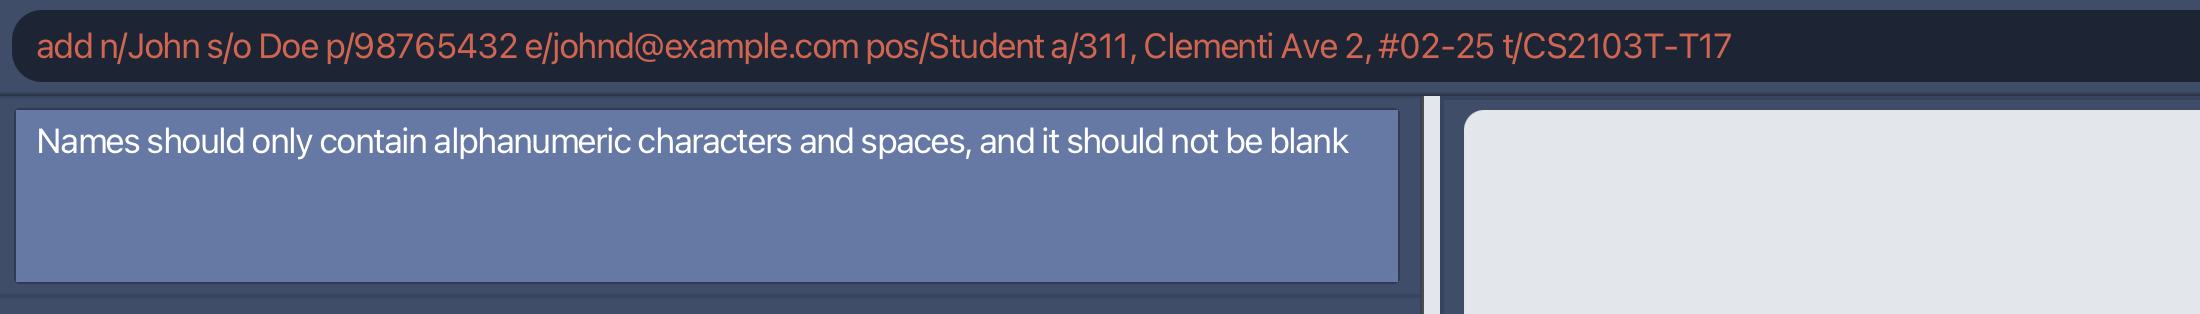 add n/John s/o Doe p/98765432 e/johnd@example.com pos/Student a/311, Clementi Ave 2, #02-25 t/CS2103T-T17
Names should only contain alphanumeric characters and spaces, and it should not be blank